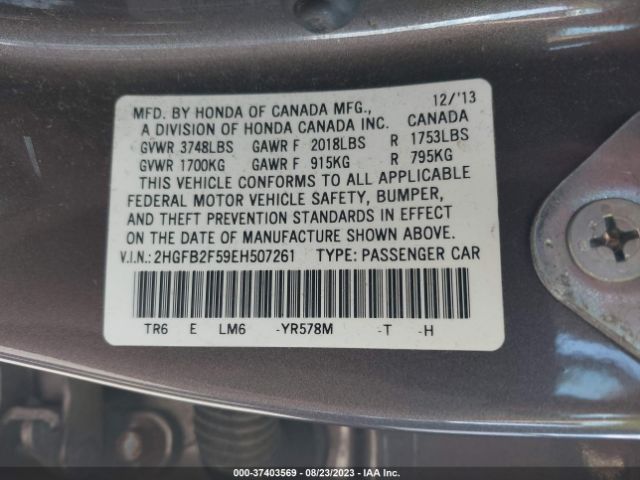 MFD. BY HONDA OF CANADA MFG., 12/'13
A DIVISION OF HONDA CANADA INC. CANADA
GVWR 3748LBS GAWR F 2018LBS R 1753LBS
GVWR 1700KG GAWR F 915KG R 795KG
THIS VEHICLE CONFORMS TO ALL APPLICABLE
FEDERAL MOTOR VEHICLE SAFETY, BUMPER,
AND THEFT PREVENTION STANDARDS IN EFFECT
ON THE DATE OF MANUFACTURE SHOWN ABOVE.
V.I.N.: 2HGFB2F59EH507261 TYPE: PASSENGER CAR
TR6 E LM6 -YR578M -T -H
000-37403569 - 08/23/2023 - IAA Inc.